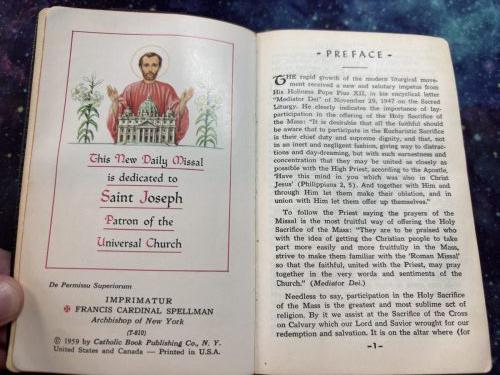 This New Daily Missal
is dedicated to
Saint Joseph
Patron of the
Universal Church
De Permissu Superiorum
IMPRIMATUR
✠ FRANCIS CARDINAL SPELLMAN
Archbishop of New York
(T-810)
© 1959 by Catholic Book Publishing Co., N. Y.
United States and Canada — Printed in U.S.A.
- PREFACE -
THE rapid growth of the modern liturgical move-
ment received a new and salutary impetus from
His Holiness Pope Pius XII, in his encyclical letter
"Mediator Dei" of November 29, 1947 on the Sacred
Liturgy. He clearly indicates the importance of lay-
participation in the offering of the Holy Sacrifice of
the Mass: "It is desirable that all the faithful should
be aware that to participate in the Eucharistic Sacrifice
is their chief duty and supreme dignity, and that, not
in an inert and negligent fashion, giving way to distrac-
tions and day-dreaming, but with such earnestness and
concentration that they may be united as closely as
possible with the High Priest, according to the Apostle,
'Have this mind in you which was also in Christ
Jesus' (Philippians 2, 5). And together with Him and
through Him let them make their oblation, and in
union with Him let them offer up themselves."
To follow the Priest saying the prayers of the
Missal is the most fruitful way of offering the Holy
Sacrifice of the Mass: "They are to be praised who
with the idea of getting the Christian people to take
part more easily and more fruitfully in the Mass,
strive to make them familiar with the 'Roman Missal'
so that the faithful, united with the Priest, may pray
together in the very words and sentiments of the
Church." (Mediator Dei.)
Needless to say, participation in the Holy Sacrifice
of the Mass is the greatest and most sublime act of
religion. By it we assist at the Sacrifice of the Cross
on Calvary which our Lord and Savior wrought for our
redemption and salvation. It is on the altar where (for
-1-